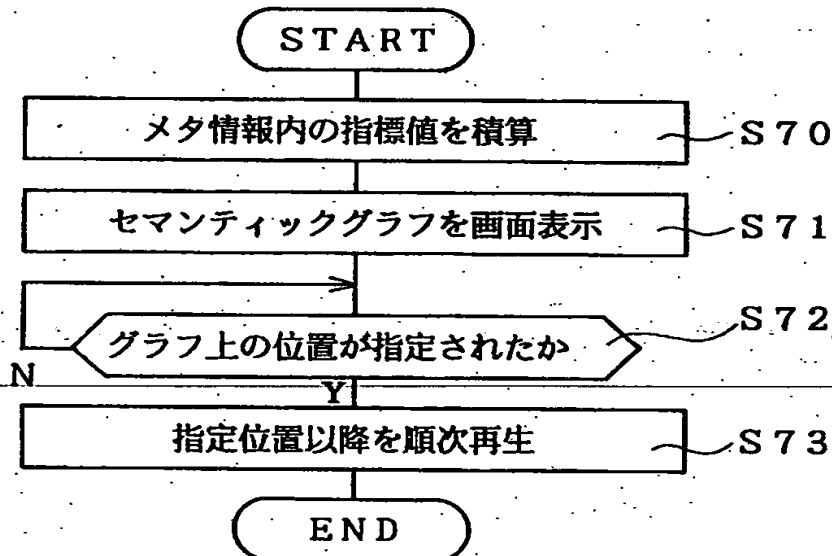 START
メタ情報内の指標値を積算
S70
セマンティックグラフを画面表示
S71
グラフ上の位置が指定されたか
S72
N
Y
指定位置以降を順次再生
S73
END